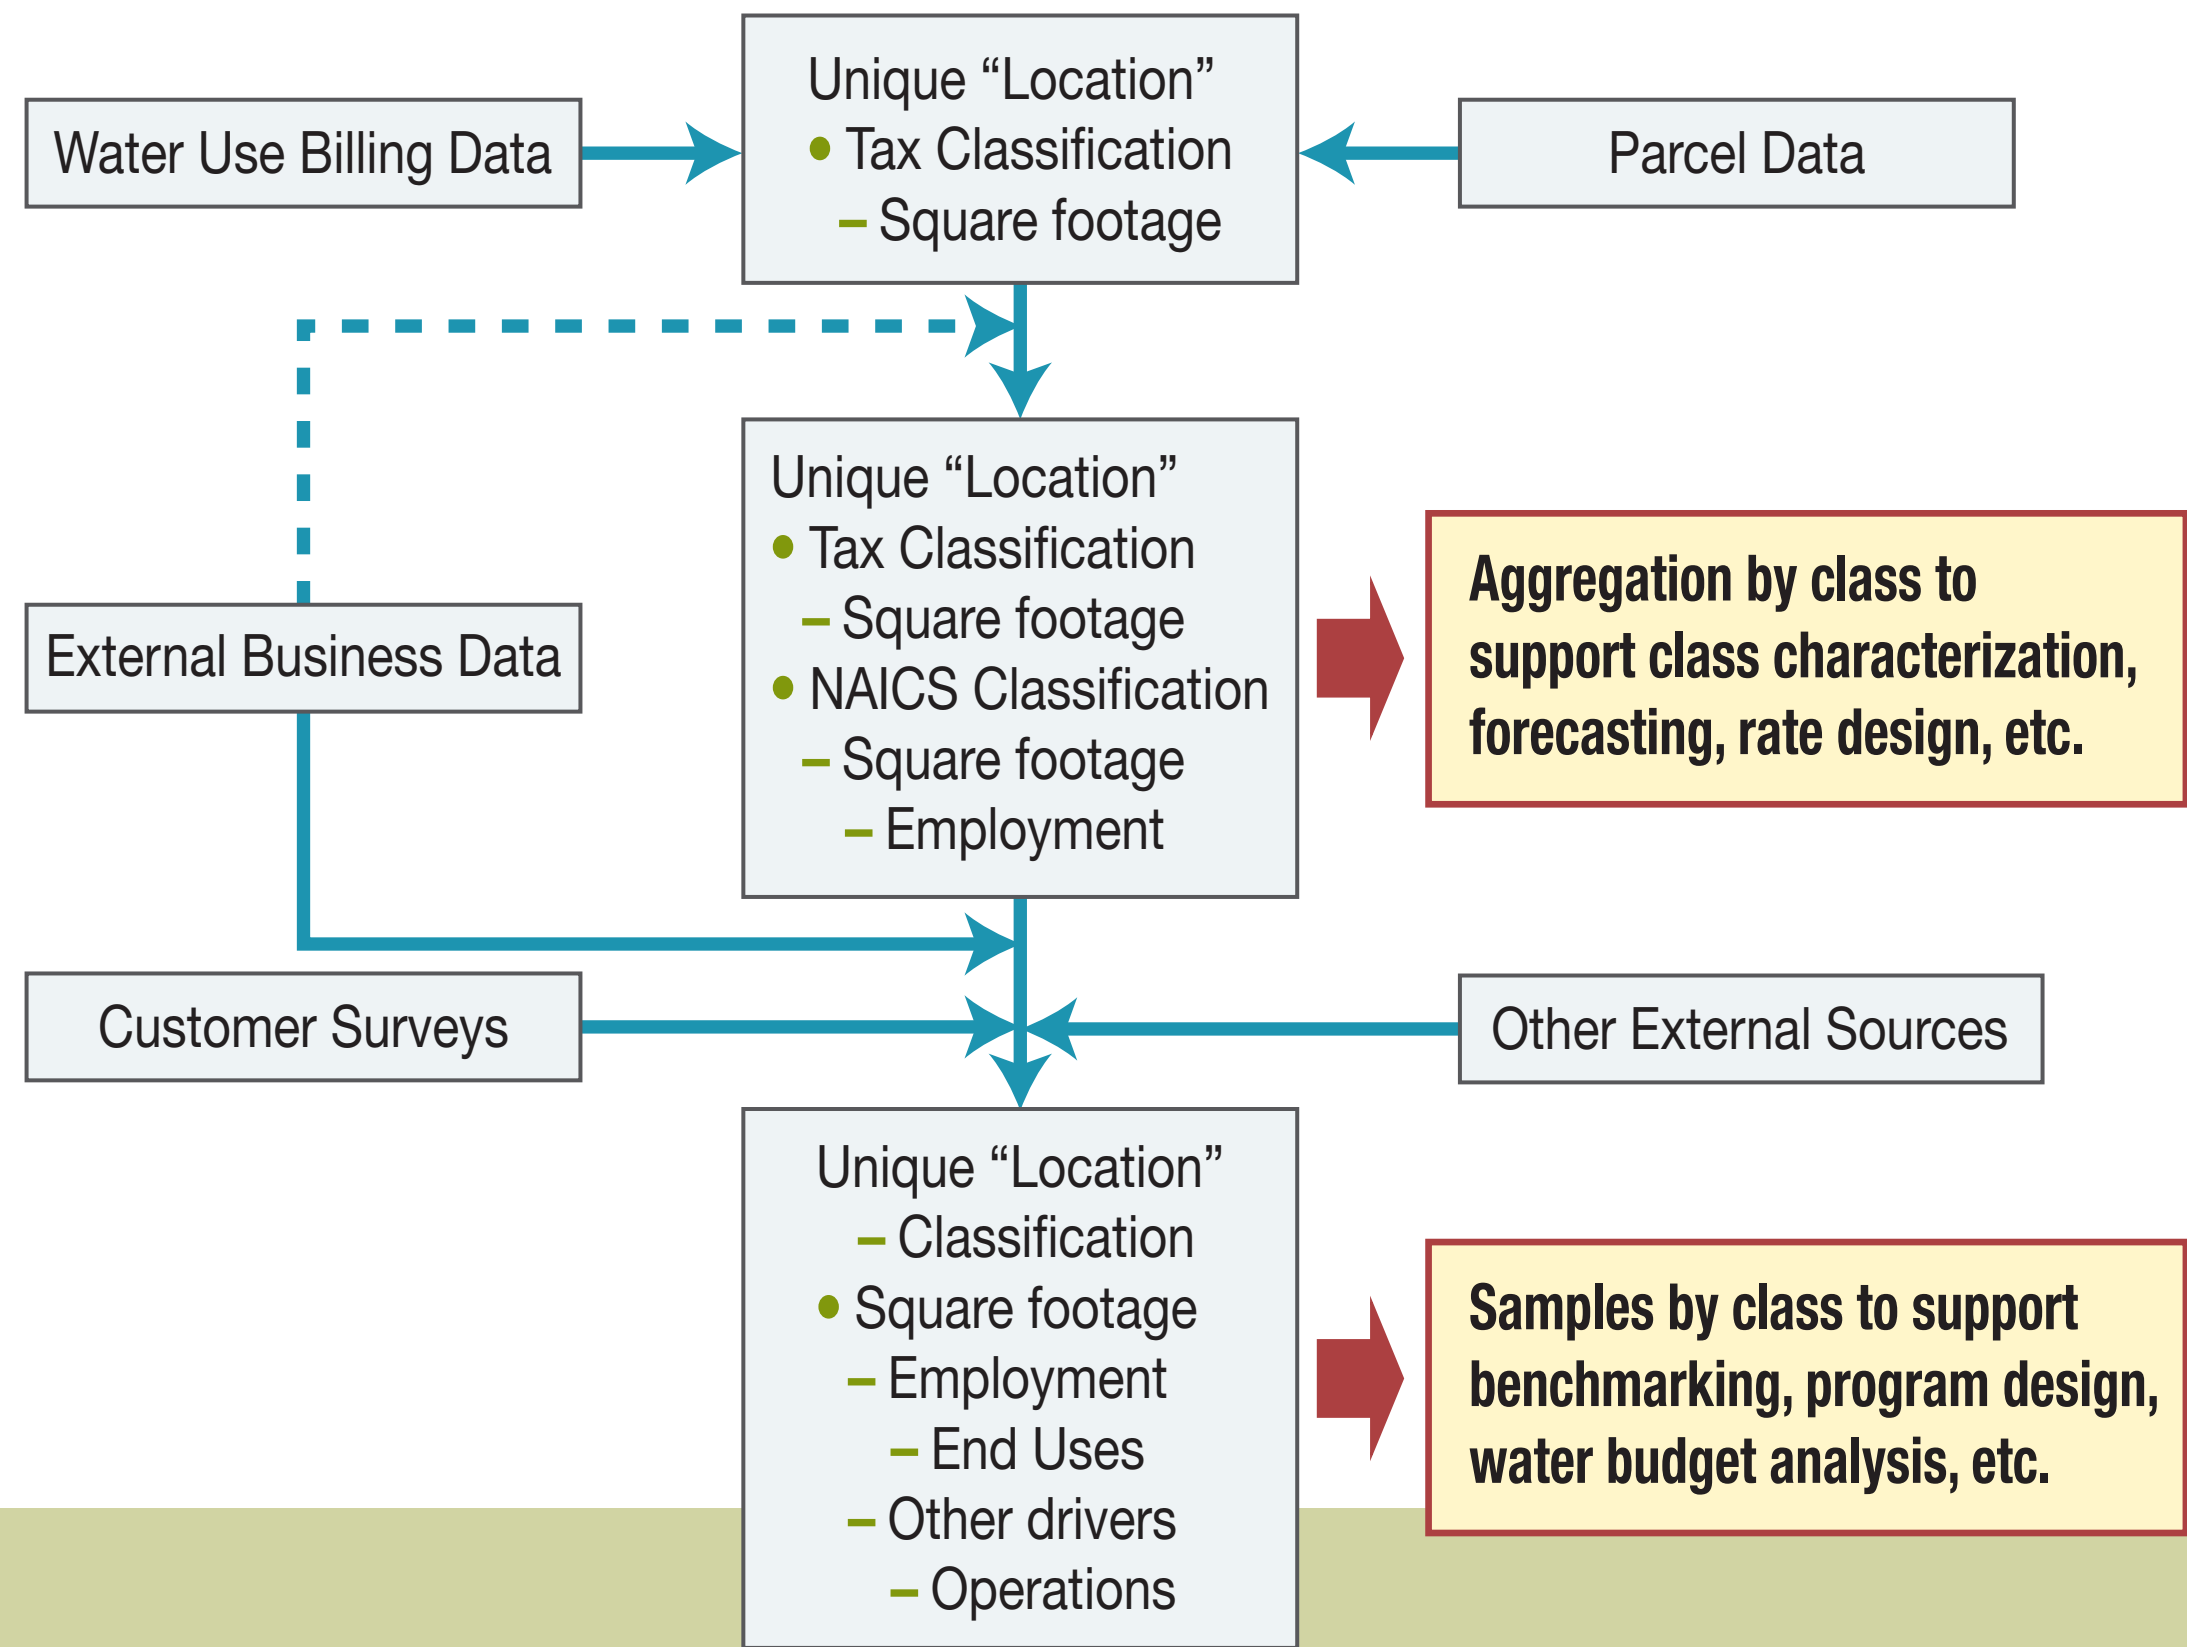 Unique “Location”
• Tax Classification
– Square footage
Water Use Billing Data
Parcel Data
Unique “Location”
• Tax Classification
– Square footage
• NAICS Classification
– Square footage
– Employment
Aggregation by class to
support class characterization,
forecasting, rate design, etc.
External Business Data
Customer Surveys
Other External Sources
Unique “Location”
– Classification
• Square footage
– Employment
– End Uses
– Other drivers
– Operations
Samples by class to support
benchmarking, program design,
water budget analysis, etc.